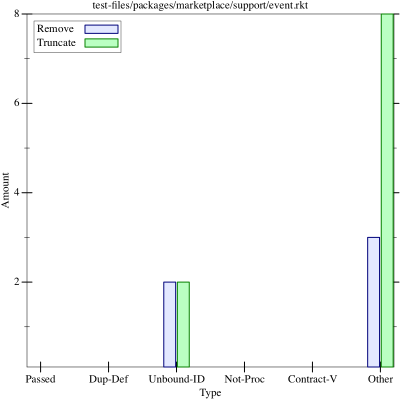 test-files/packages/marketplace/support/event.rkt
Remove
Truncate
8
6
4
2
Amount
Passed Dup-Def Unbound-ID Not-Proc Contract-V Other
Type